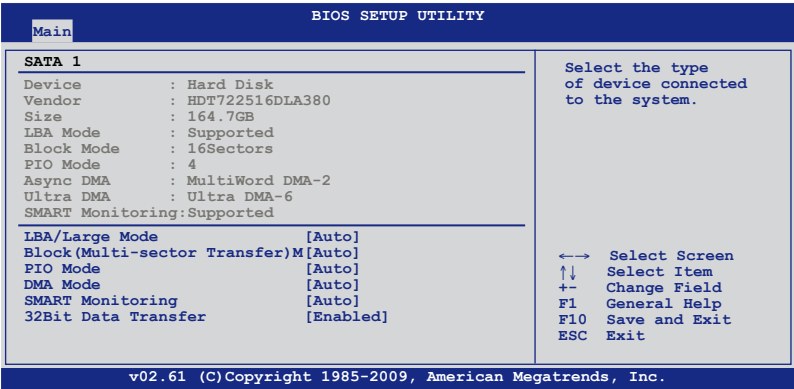 BIOS SETUP UTILITY
Main
SATA 1
Device : Hard Disk
Vendor : HDT722516DLA380
Size : 164.7GB
LBA Mode : Supported
Block Mode : 16Sectors
PIO Mode : 4
Async DMA : MultiWord DMA-2
Ultra DMA : Ultra DMA-6
SMART Monitoring:Supported
LBA/Large Mode [Auto]
Block(Multi-sector Transfer)M[Auto]
PIO Mode [Auto]
DMA Mode [Auto]
SMART Monitoring [Auto]
32Bit Data Transfer [Enabled]
Select the type
of device connected
to the system.
←→ Select Screen
↑↓ Select Item
+- Change Field
F1 General Help
F10 Save and Exit
ESC Exit
v02.61 (C)Copyright 1985-2009, American Megatrends, Inc.